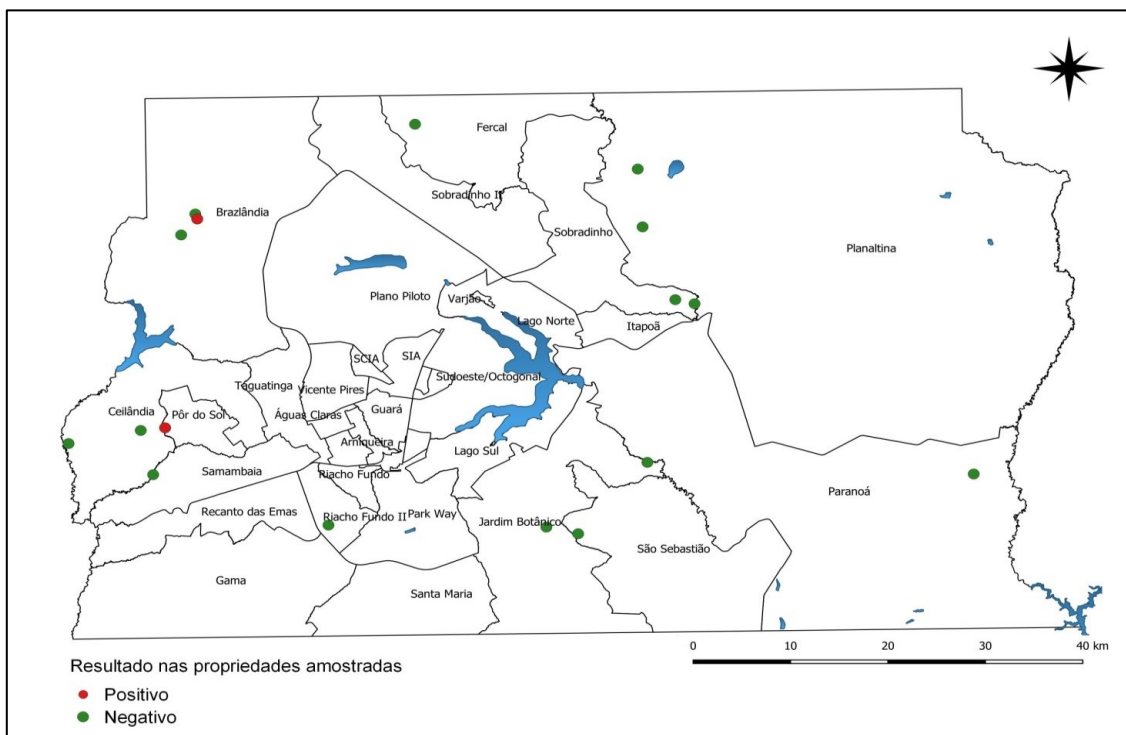 Fercal
Sobradinho II
Brazlândia
Sobradinho
Planaltina
Plano Piloto
Varjão
Lago Norte
Itapoã
SCIA
SIA
Sudoeste/Octogonal
Taguatinga
Vicente Pires
Ceilândia
Pôr do Sol
Águas Claras
Guará
Arniqueira
Lago Sul
Samambaia
Riacho Fundo
Paranoá
Recanto das Emas
Riacho Fundo II
Park Way
Jardim Botânico
São Sebastião
Gama
Santa Maria
0 10 20 30 40 km
Resultado nas propriedades amostradas
Positivo
Negativo